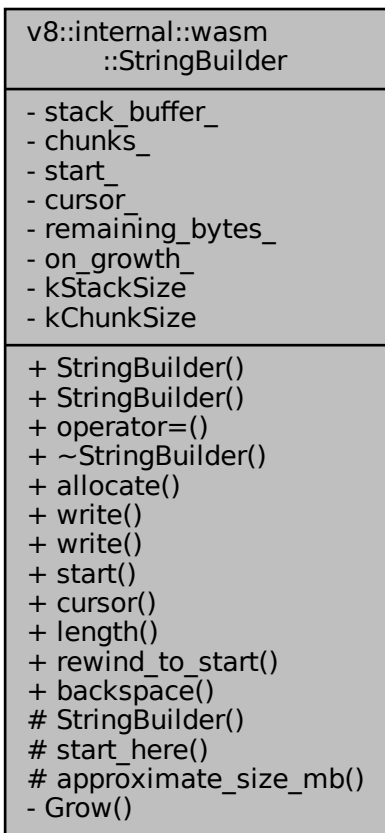 v8::internal::wasm
::StringBuilder
- stack_buffer_
- chunks_
- start_
- cursor_
- remaining_bytes_
- on_growth_
- kStackSize
- kChunkSize
+ StringBuilder()
+ StringBuilder()
+ operator=()
+ ~StringBuilder()
+ allocate()
+ write()
+ write()
+ start()
+ cursor()
+ length()
+ rewind_to_start()
+ backspace()
# StringBuilder()
# start_here()
# approximate_size_mb()
- Grow()